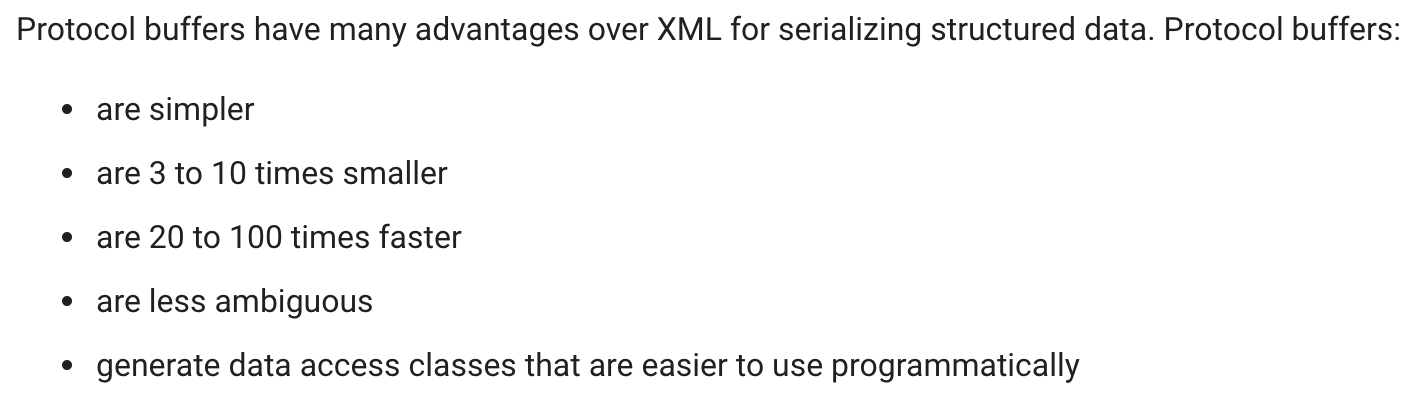 Protocol buffers have many advantages over XML for serializing structured data. Protocol buffers:
• are simpler
• are 3 to 10 times smaller
• are 20 to 100 times faster
• are less ambiguous
• generate data access classes that are easier to use programmatically